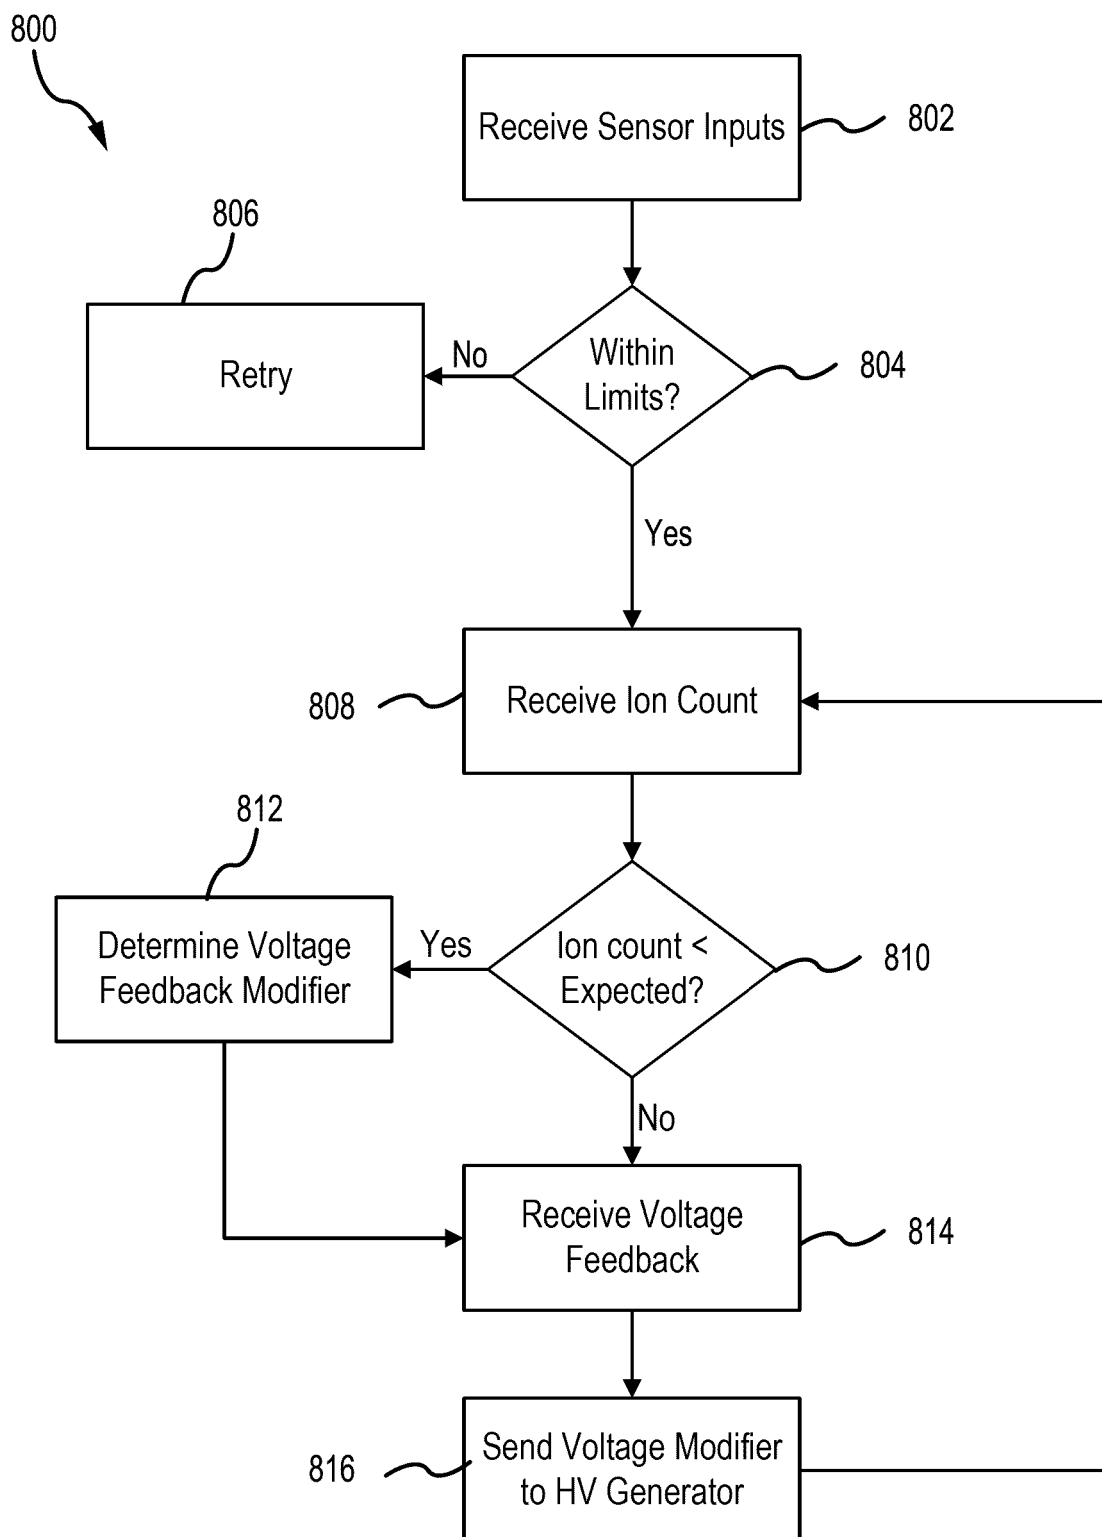 800
Receive Sensor Inputs
802
806
Retry
No
Within
Limits?
804
Yes
808
Receive Ion Count
812
Determine Voltage
Feedback Modifier
Yes
Ion count <
Expected?
810
No
Receive Voltage
Feedback
814
816
Send Voltage Modifier
to HV Generator